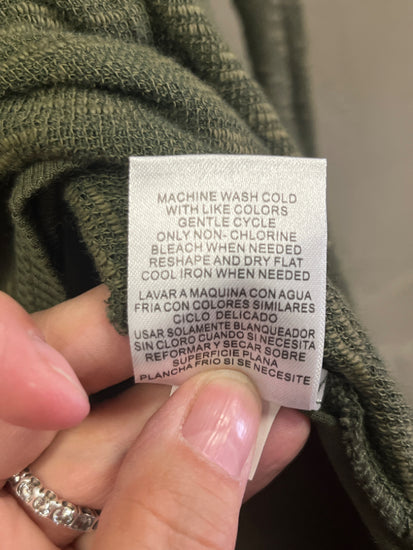 MACHINE WASH COLD
WITH LIKE COLORS
GENTLE CYCLE
ONLY NON- CHLORINE
BLEACH WHEN NEEDED
RESHAPE AND DRY FLAT
COOL IRON WHEN NEEDED
LAVAR A MAQUINA CON AGUA
FRIA CON COLORES SIMILARES
CICLO DELICADO
USAR SOLAMENTE BLANQUEADOR
SIN CLORO CUANDO SI NECESITA
REFORMAR Y SECAR SOBRE
SUPERFICIE PLANA
PLANCHA FRIO SI SE NECESITE